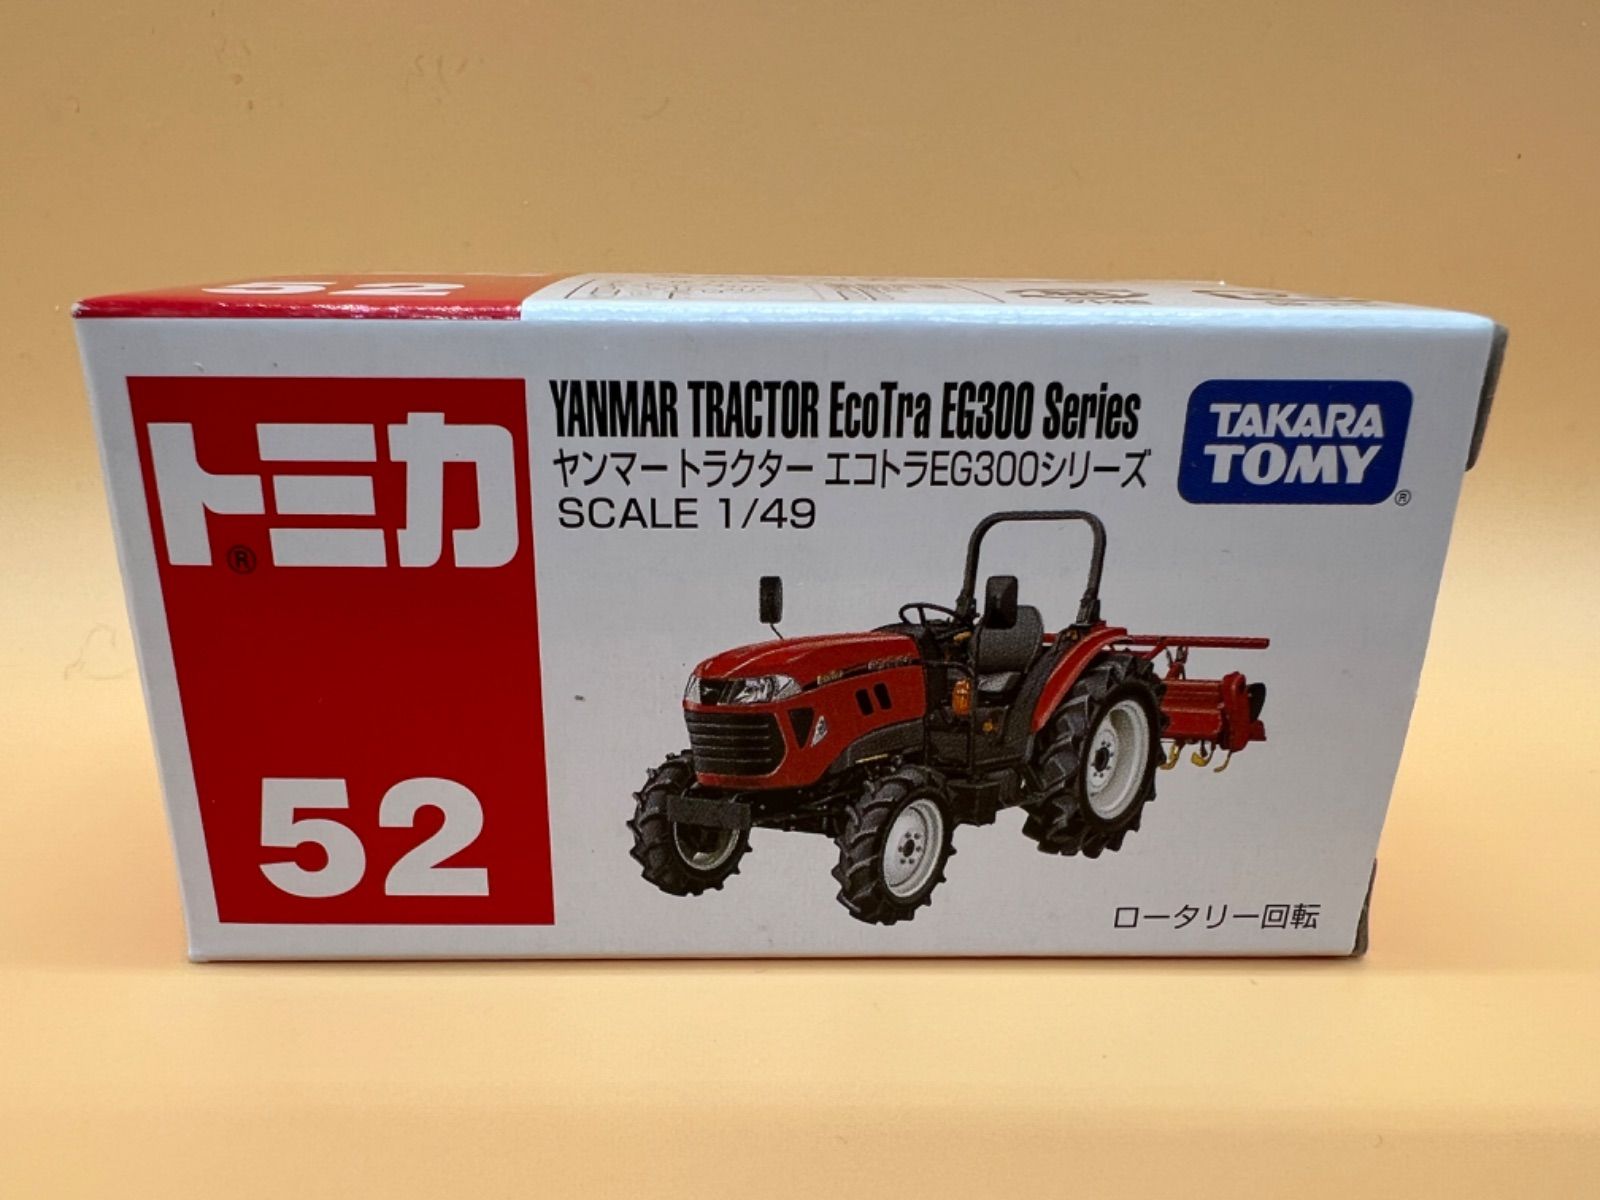 52
トミカ
®
52
YANMAR TRACTOR EcoTra EG300 Series
ヤンマー トラクター エコトラEG300シリーズ
SCALE 1/49
TAKARA
TOMY
®
ロータリー回転